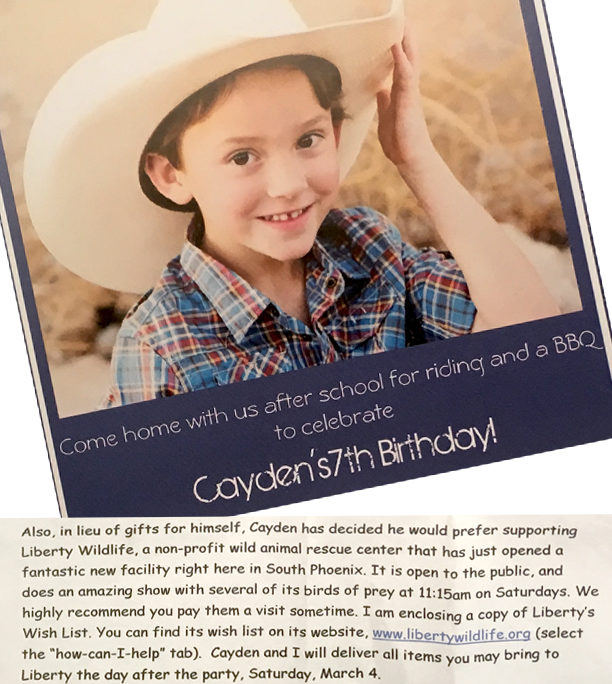 Come home with us after school for riding and a BBQ
to celebrate
Cayden's7th Birthday!
Also, in lieu of gifts for himself, Cayden has decided he would prefer supporting
Liberty Wildlife, a non-profit wild animal rescue center that has just opened a
fantastic new facility right here in South Phoenix. It is open to the public, and
does an amazing show with several of its birds of prey at 11:15am on Saturdays. We
highly recommend you pay them a visit sometime. I am enclosing a copy of Liberty's
Wish List. You can find its wish list on its website, www.libertywildlife.org (select
the "how-can-I-help" tab). Cayden and I will deliver all items you may bring to
Liberty the day after the party, Saturday, March 4.